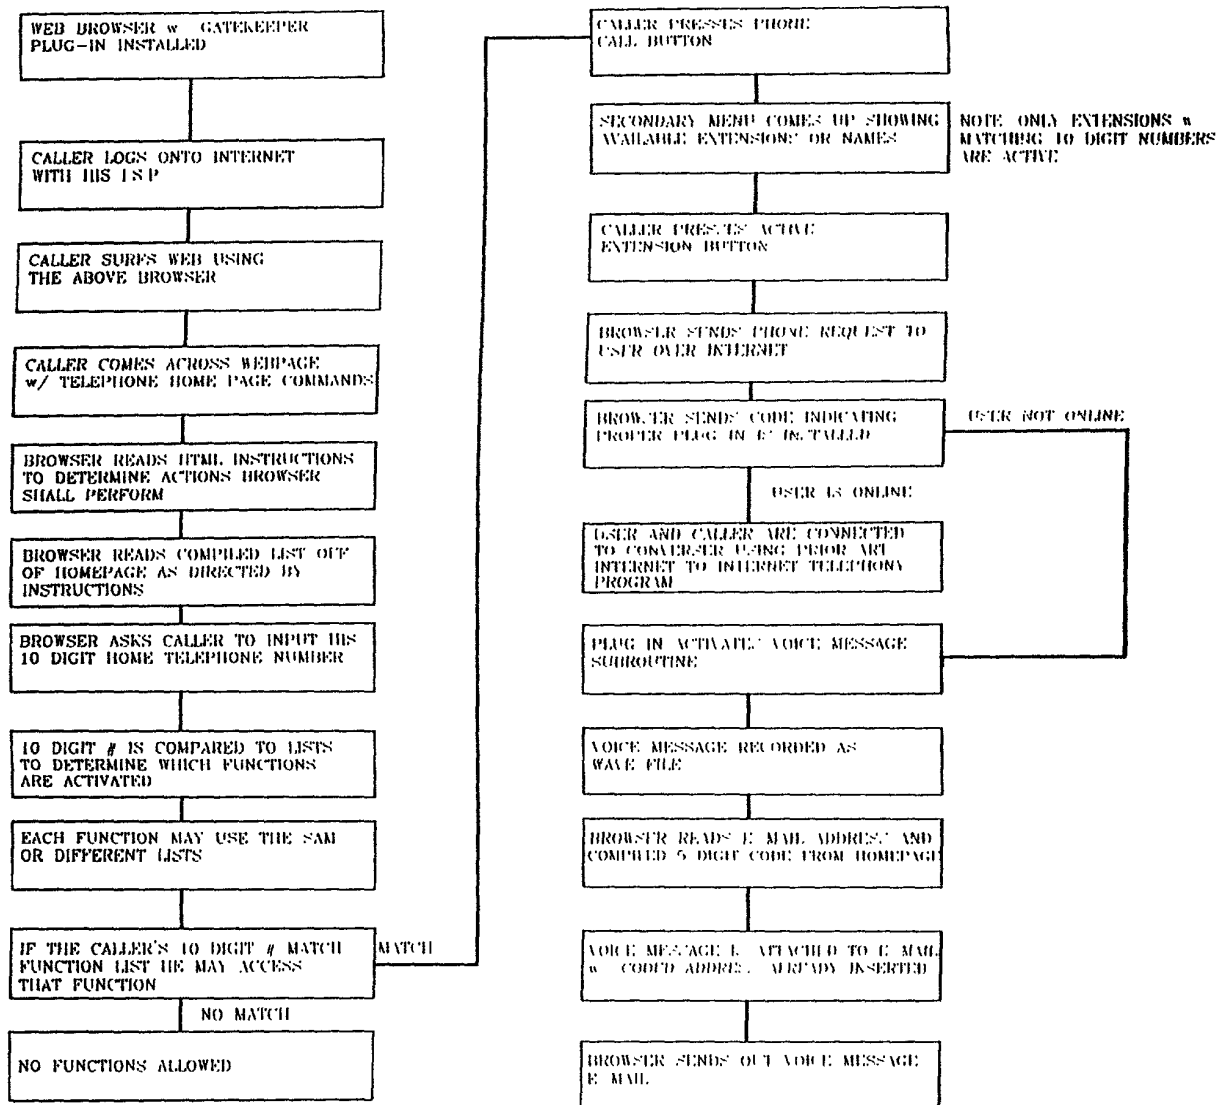 WEB BROWSER w GATEKEEPER
PLUG-IN INSTALLED
CALLER LOGS ONTO INTERNET
WITH HIS I S P
CALLER SURFS WEB USING
THE ABOVE BROWSER
CALLER COMES ACROSS WEBPAGE
w/ TELEPHONE HOME PAGE COMMANDS
BROWSER READS HTML INSTRUCTIONS
TO DETERMINE ACTIONS BROWSER
SHALL PERFORM
BROWSER READS COMPILED LIST OFF
OF HOMEPAGE AS DIRECTED BY
INSTRUCTIONS
BROWSER ASKS CALLER TO INPUT HIS
10 DIGIT HOME TELEPHONE NUMBER
10 DIGIT # IS COMPARED TO LISTS
TO DETERMINE WHICH FUNCTIONS
ARE ACTIVATED
EACH FUNCTION MAY USE THE SAM
OR DIFFERENT LISTS
IF THE CALLER'S 10 DIGIT # MATCH
FUNCTION LIST HE MAY ACCESS
THAT FUNCTION
MATCH
NO MATCH
NO FUNCTIONS ALLOWED
CALLER PRESSES PHONE
CALL BUTTON
SECONDARY MENU COMES UP SHOWING
AVAILABLE EXTENSIONS OR NAMES
NOTE ONLY EXTENSIONS w
MATCHING 10 DIGIT NUMBERS
ARE ACTIVE
CALLER PRESSES ACTIVE
EXTENSION BUTTON
BROWSER SENDS PHONE REQUEST TO
USER OVER INTERNET
BROWSER SENDS CODE INDICATING
PROPER PLUG IN IS INSTALLED
USER NOT ONLINE
USER IS ONLINE
USER AND CALLER ARE CONNECTED
TO CONVERSER USING PRIOR ART
INTERNET TO INTERNET TELEPHONY
PROGRAM
PLUG IN ACTIVATES VOICE MESSAGE
SUBROUTINE
VOICE MESSAGE RECORDED AS
WAVE FILE
BROWSER READS E MAIL ADDRESS AND
COMPILED 5 DIGIT CODE FROM HOMEPAGE
VOICE MESSAGE IS ATTACHED TO E MAIL
w CODED ADDRESS ALREADY INSERTED
BROWSER SENDS OUT VOICE MESSAGE
E MAIL